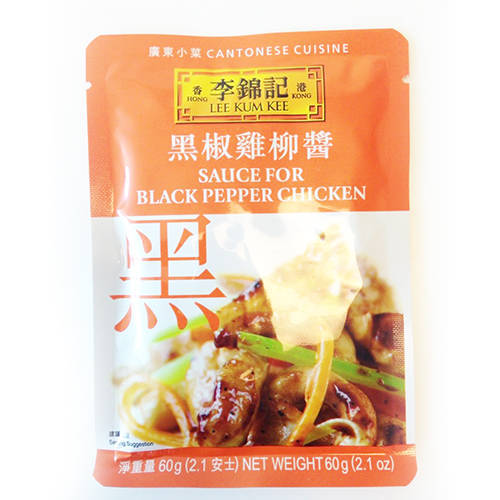 廣東小菜 CANTONESE CUISINE
香 李錦記 港
HONG LEE KUM KEE KONG
黑椒雞柳醬
SAUCE FOR
BLACK PEPPER CHICKEN
黑
Serving Suggestion
淨重量 60g (2.1 安士) NET WEIGHT 60g (2.1 oz)